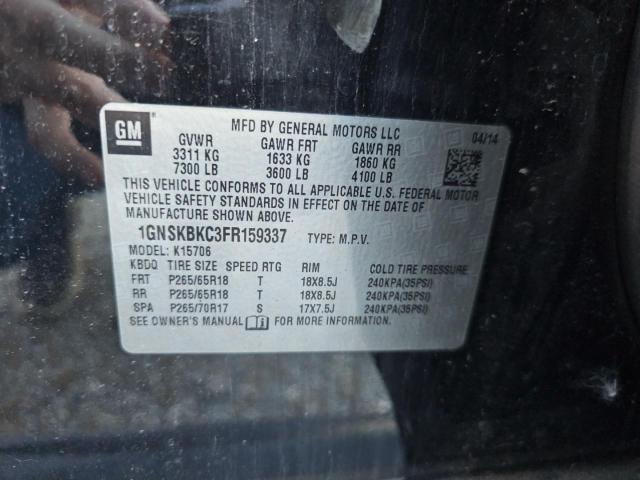 GM
MFD BY GENERAL MOTORS LLC
04/14
GVWR GAWR FRT GAWR RR
3311 KG 1633 KG 1860 KG
7300 LB 3600 LB 4100 LB
THIS VEHICLE CONFORMS TO ALL APPLICABLE U.S. FEDERAL MOTOR
VEHICLE SAFETY STANDARDS IN EFFECT ON THE DATE OF
MANUFACTURE SHOWN ABOVE.
1GNSKBKC3FR159337 TYPE: M.P.V.
MODEL: K15706
KBDQ TIRE SIZE SPEED RTG RIM COLD TIRE PRESSURE
FRT P265/65R18 T 18X8.5J 240KPA(35PSI)
RR P265/65R18 T 18X8.5J 240KPA(35PSI)
SPA P265/70R17 S 17X7.5J 240KPA(35PSI)
SEE OWNER'S MANUAL FOR MORE INFORMATION.